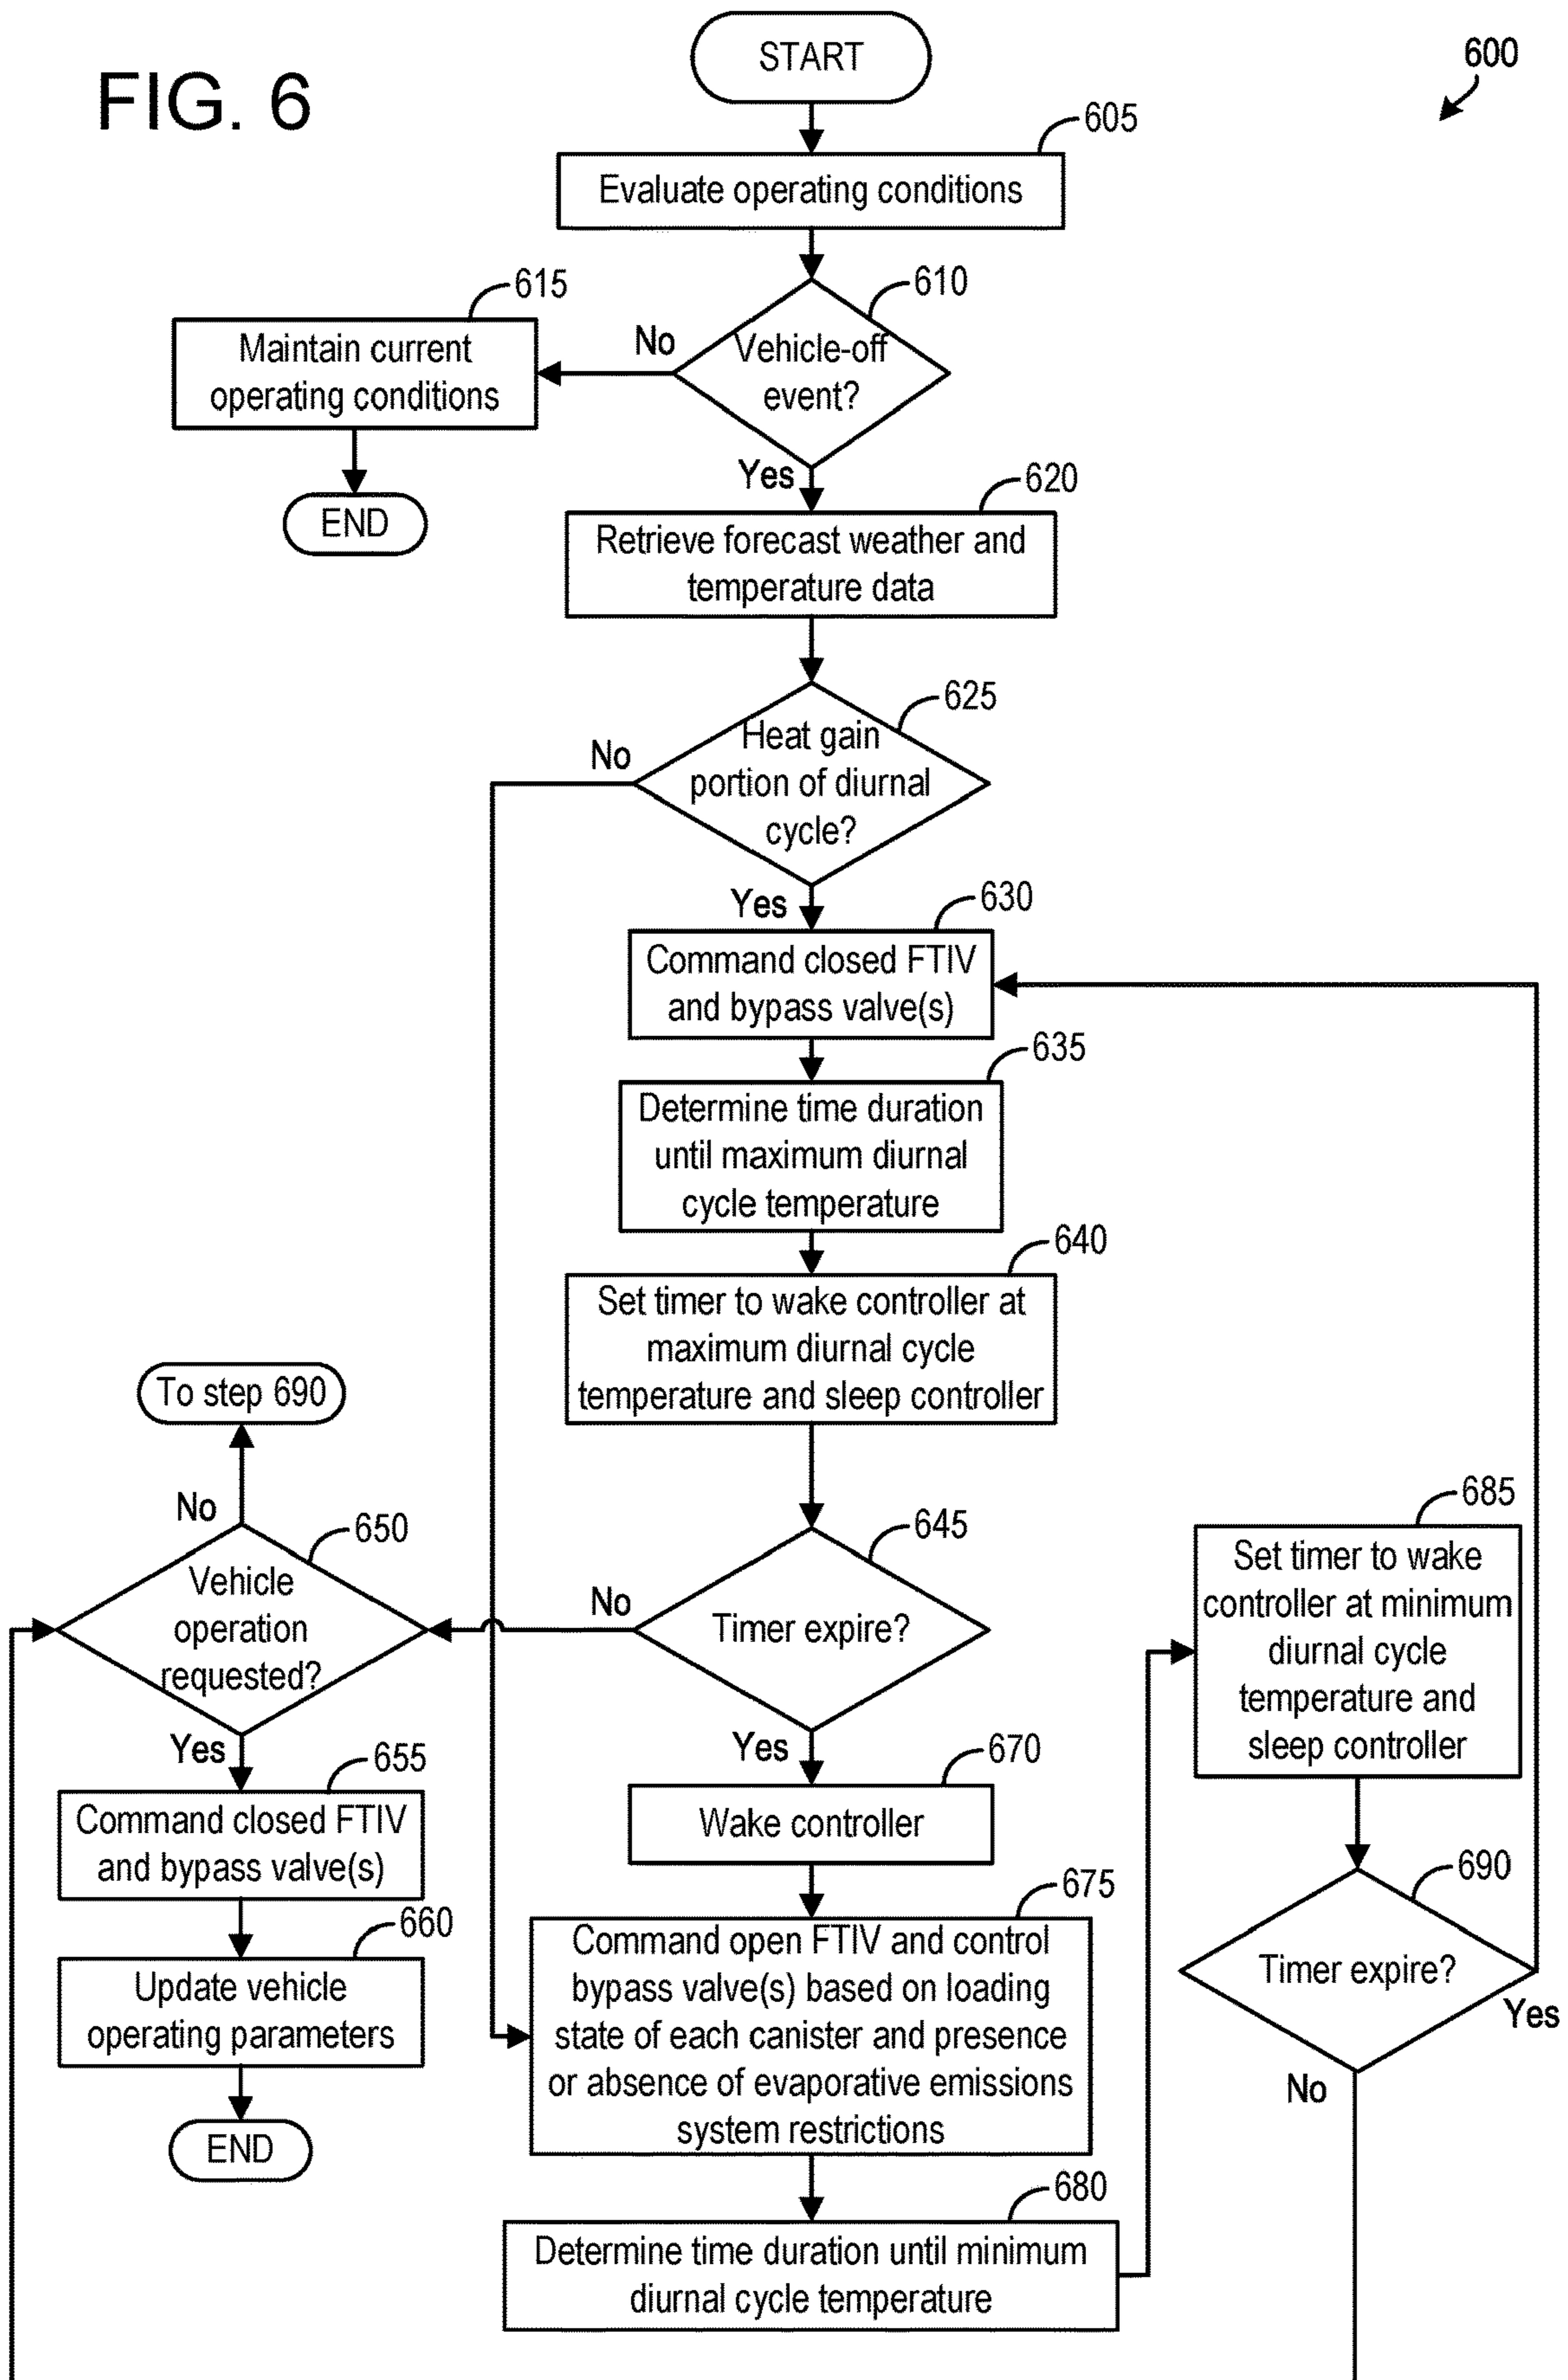 FIG. 6
600
START
605
Evaluate operating conditions
610
Vehicle-off
event?
No
615
Maintain current
operating conditions
END
Yes
620
Retrieve forecast weather and
temperature data
625
Heat gain
portion of diurnal
cycle?
No
Yes
630
Command closed FTIV
and bypass valve(s)
635
Determine time duration
until maximum diurnal
cycle temperature
640
Set timer to wake controller at
maximum diurnal cycle
temperature and sleep controller
645
Timer expire?
No
To step 690
No
650
Vehicle
operation
requested?
Yes
655
Command closed FTIV
and bypass valve(s)
660
Update vehicle
operating parameters
END
Yes
670
Wake controller
675
Command open FTIV and control
bypass valve(s) based on loading
state of each canister and presence
or absence of evaporative emissions
system restrictions
680
Determine time duration until minimum
diurnal cycle temperature
685
Set timer to wake
controller at minimum
diurnal cycle
temperature and
sleep controller
690
Timer expire?
Yes
No